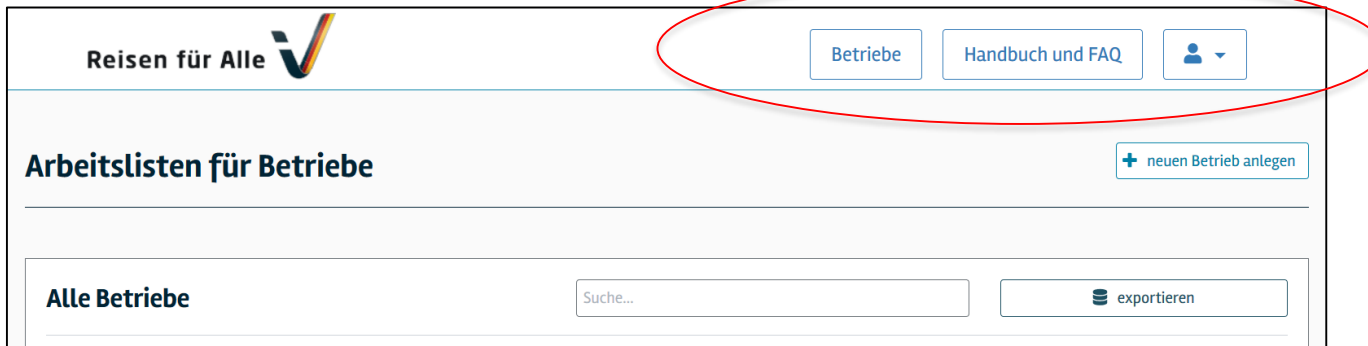 Reisen für Alle
Betriebe
Handbuch und FAQ
Arbeitslisten für Betriebe
neuen Betrieb anlegen
Alle Betriebe
Suche...
exportieren